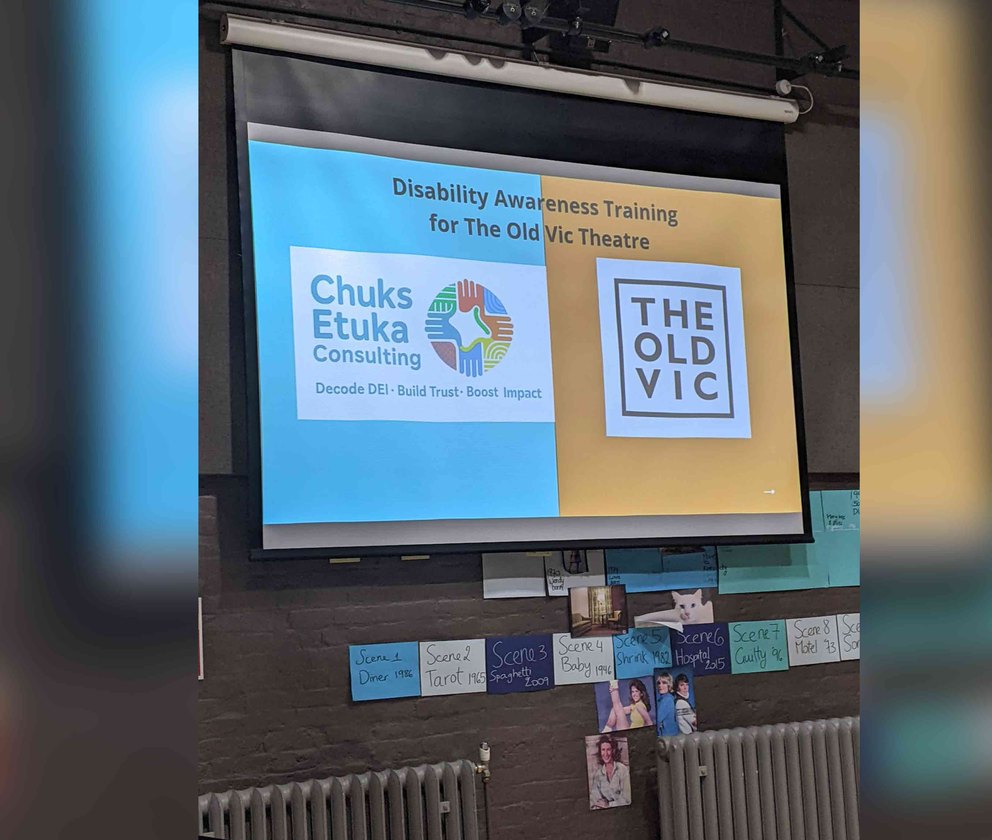 Disability Awareness Training
for The Old Vic Theatre
Chuks
Etuka
Consulting
Decode DEI · Build Trust · Boost Impact
THE
OLD
VIC
Scene 1
Diner 1986
Scene 2
Tarot 1965
Scene 3
Spaghetti
2009
Scene 4
Baby 1946
Scene 5
Shrink 1982
Scene 6
Hospital
2015
Scene 7
Guilty '96
Scene 8
Motel '73